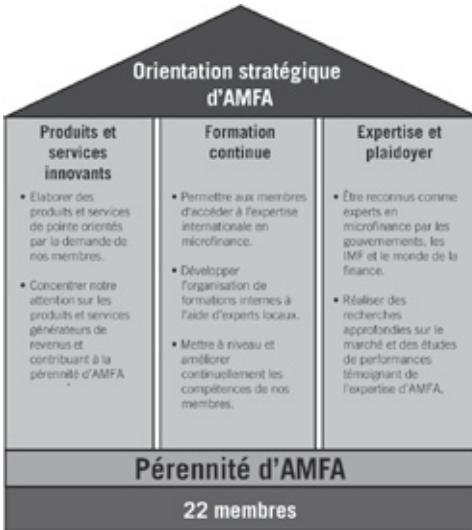 Orientation stratégique
d'AMFA
Produits et
services
innovants
• Elaborer des
produits et services
de pointe orientés
par la demande de
nos membres.
• Concentrer notre
attention sur les
produits et services
générateurs de
revenus et
contribuant à la
pérennité d'AMFA
Formation
continue
• Permettre aux membres
d'accéder à l'expertise
internationale en
microfinance.
• Développer
l'organisation de
formations internes à
l'aide d'experts locaux.
• Mettre à niveau et
améliorer
continuellement les
compétences de nos
membres.
Expertise et
plaidoyer
• Être reconnus comme
experts en
microfinance par les
gouvernements, les
IMF et le monde de la
finance.
• Réaliser des
recherches
approfondies sur le
marché et des études
de performances
témoignant de
l'expertise d'AMFA.
Pérennité d'AMFA
22 membres